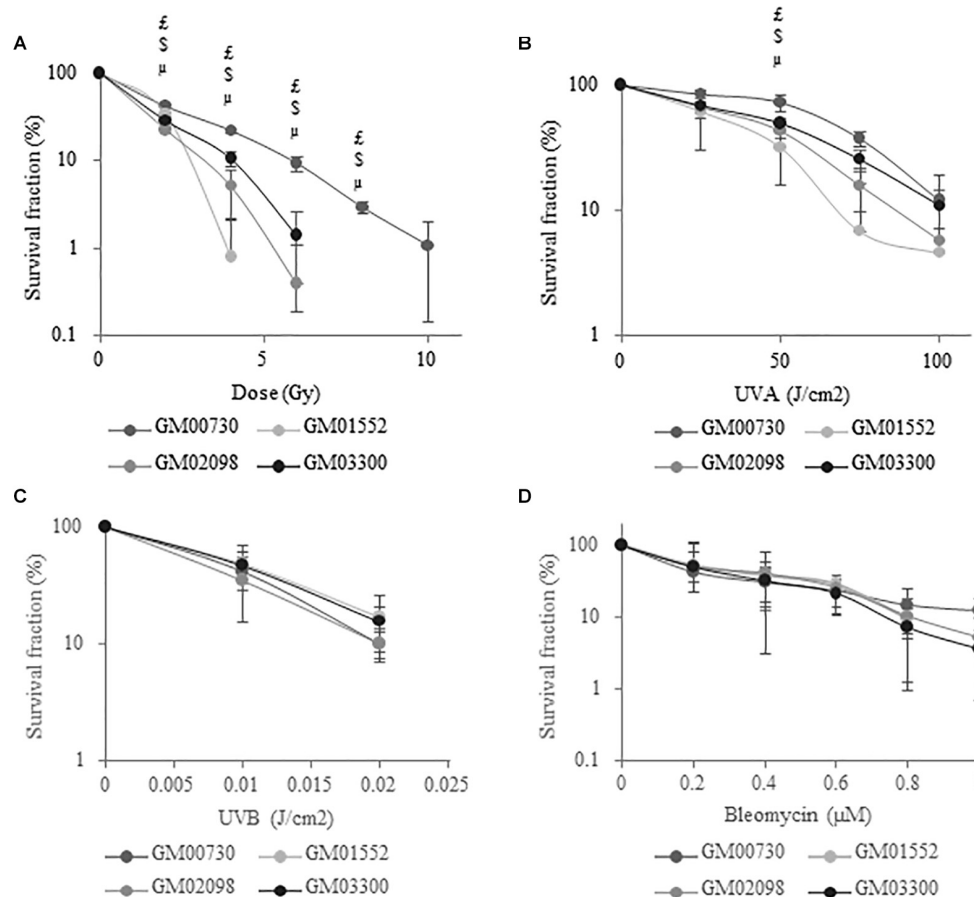 A
£
$
µ
£
$
µ
£
$
µ
£
$
µ
100
10
1
0.1
Survival fraction (%)
0
5
10
Dose (Gy)
GM00730
GM01552
GM02098
GM03300
B
£
$
µ
100
10
1
Survival fraction (%)
0
50
100
UVA (J/cm2)
GM00730
GM01552
GM02098
GM03300
C
100
10
1
Survival fraction (%)
0
0.005
0.01
0.015
0.02
0.025
UVB (J/cm2)
GM00730
GM01552
GM02098
GM03300
D
100
10
1
0.1
Survival fraction (%)
0
0.2
0.4
0.6
0.8
Bleomycin (µM)
GM00730
GM01552
GM02098
GM03300